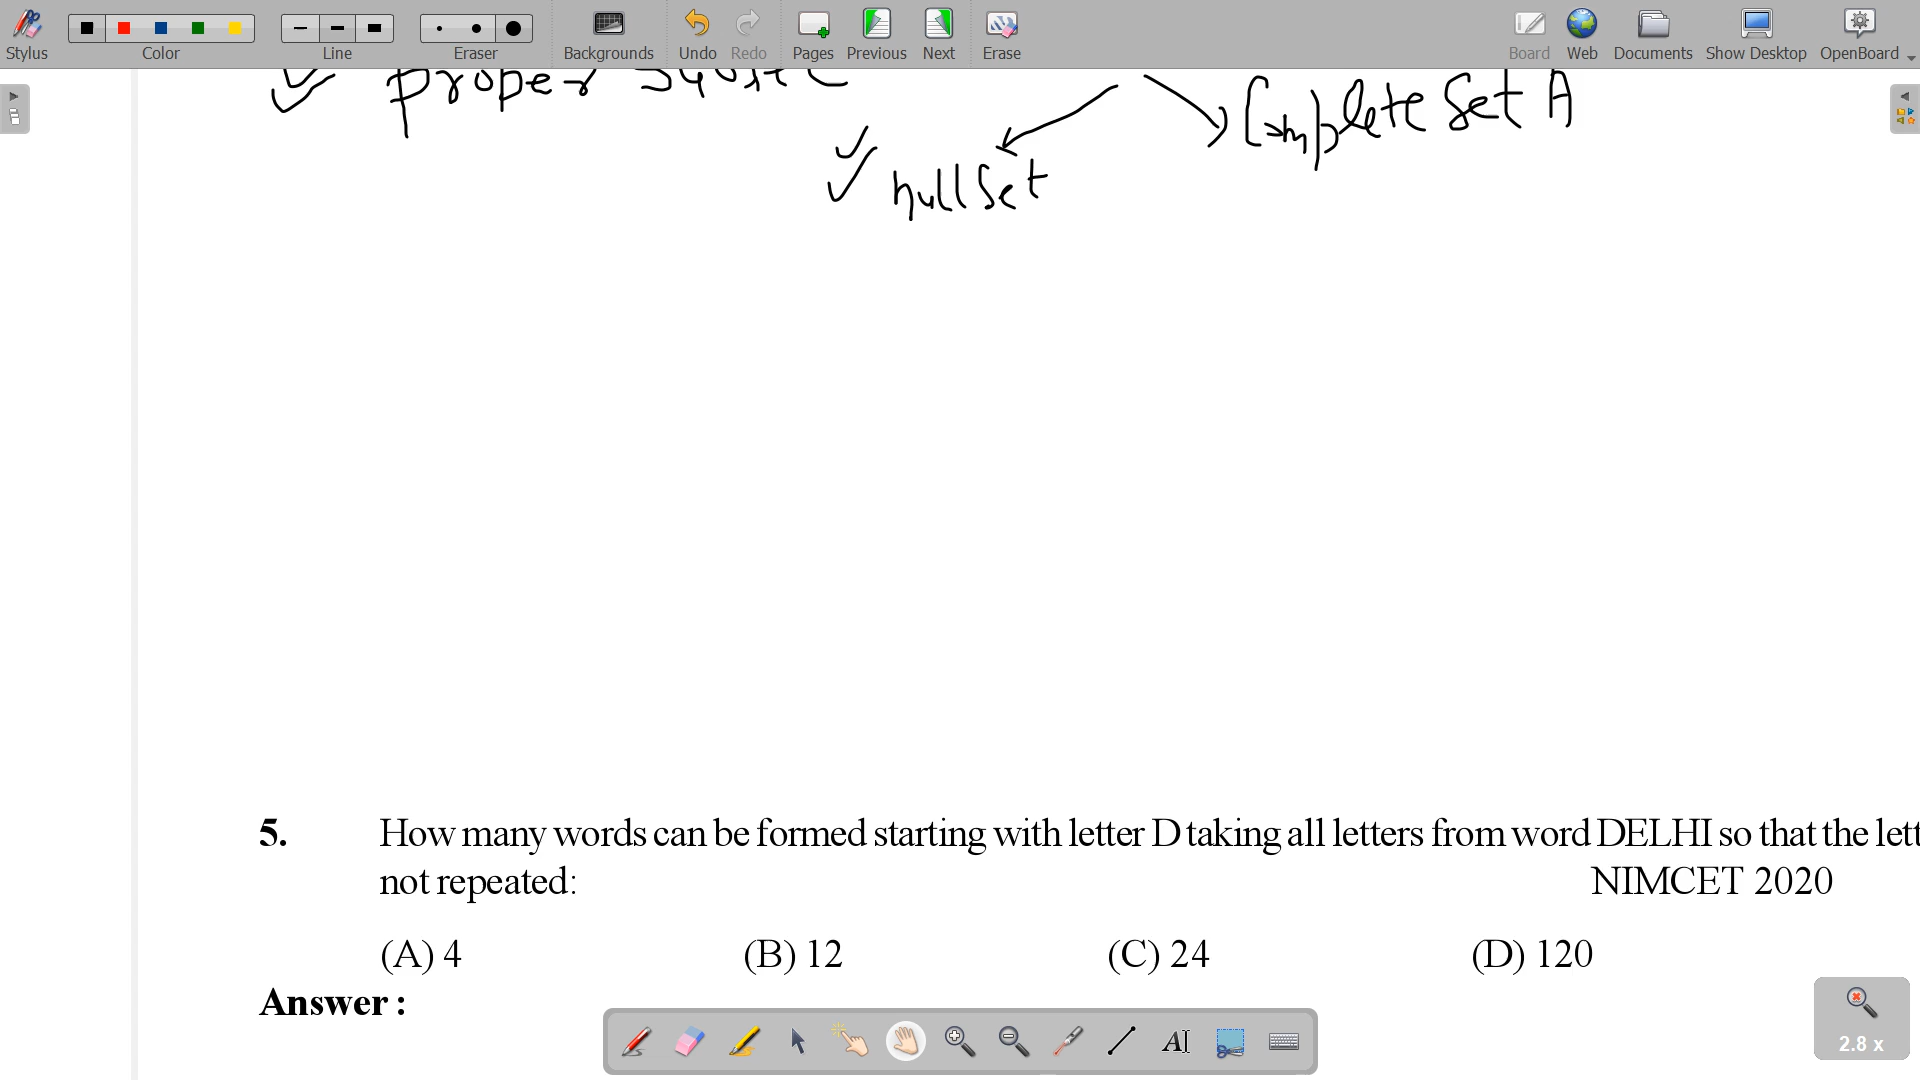 Stylus Color Line Eraser Backgrounds Undo Redo Pages Previous Next Erase Board Web Documents Show Desktop OpenBoard
proper
Complete Set A
null Set
5. How many words can be formed starting with letter D taking all letters from word DELHI so that the lett
not repeated: NIMCET 2020
(A) 4 (B) 12 (C) 24 (D) 120
Answer :
2.8 x